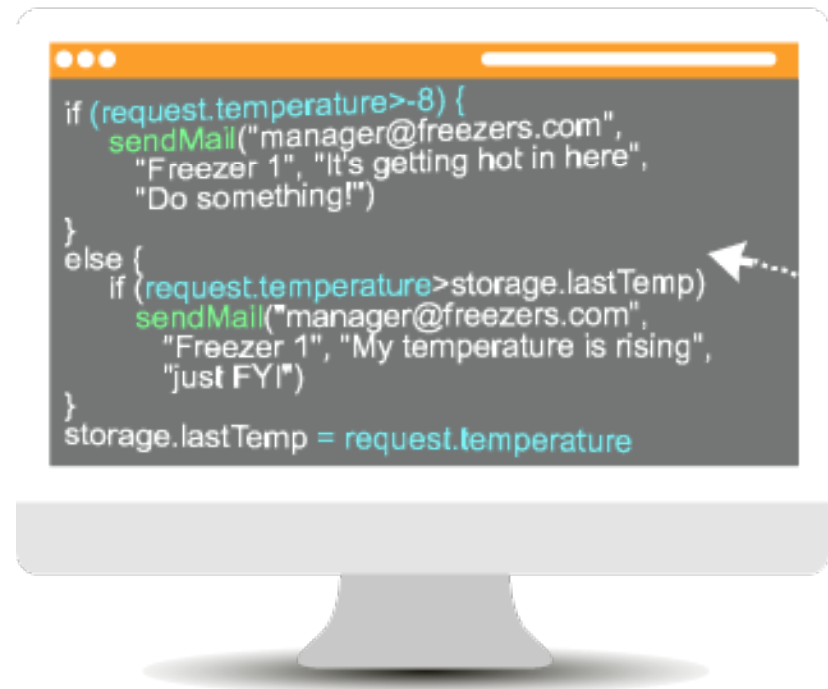 if (request.temperature>-8) {
sendMail("manager@freezers.com",
"Freezer 1", "It's getting hot in here",
"Do something!")
}
else {
if (request.temperature>storage.lastTemp)
sendMail("manager@freezers.com",
"Freezer 1", "My temperature is rising",
"just FYI")
}
storage.lastTemp = request.temperature